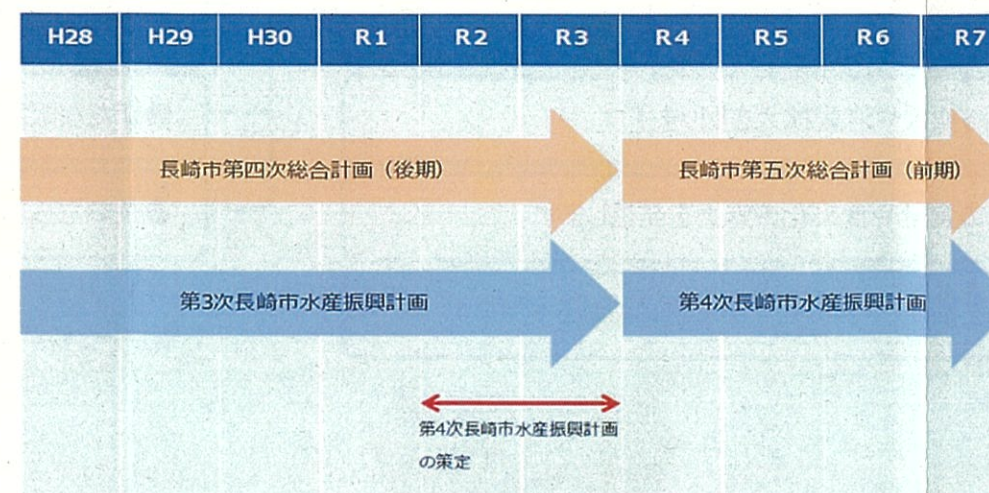 H28 H29 H30 R1 R2 R3 R4 R5 R6 R7
長崎市第四次総合計画（後期） 長崎市第五次総合計画（前期）
第3次長崎市水産振興計画 第4次長崎市水産振興計画
第4次長崎市水産振興計画
の策定